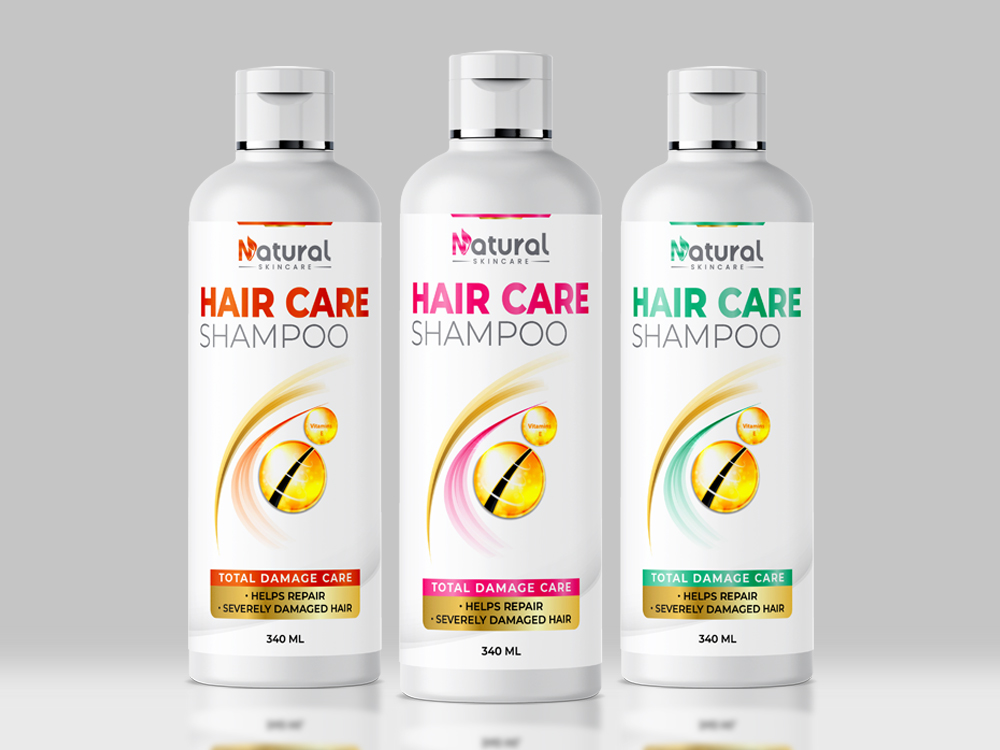 Natural
SKINCARE
HAIR CARE
SHAMPOO
Vitamins
E
TOTAL DAMAGE CARE
• HELPS REPAIR
• SEVERELY DAMAGED HAIR
340 ML
Natural
SKINCARE
HAIR CARE
SHAMPOO
Vitamins
E
TOTAL DAMAGE CARE
• HELPS REPAIR
• SEVERELY DAMAGED HAIR
340 ML
Natural
SKINCARE
HAIR CARE
SHAMPOO
Vitamins
E
TOTAL DAMAGE CARE
• HELPS REPAIR
• SEVERELY DAMAGED HAIR
340 ML